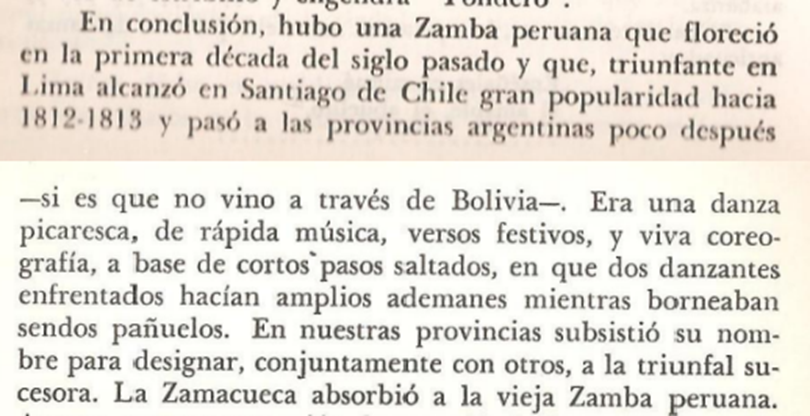 En conclusión, hubo una Zamba peruana que floreció
en la primera década del siglo pasado y que, triunfante en
Lima alcanzó en Santiago de Chile gran popularidad hacia
1812-1813 y pasó a las provincias argentinas poco después
—si es que no vino a través de Bolivia—. Era una danza
picaresca, de rápida música, versos festivos, y viva coreo-
grafía, a base de cortos pasos saltados, en que dos danzantes
enfrentados hacían amplios ademanes mientras borneaban
sendos pañuelos. En nuestras provincias subsistió su nom-
bre para designar, conjuntamente con otros, a la triunfal su-
cesora. La Zamacueca absorbió a la vieja Zamba peruana.